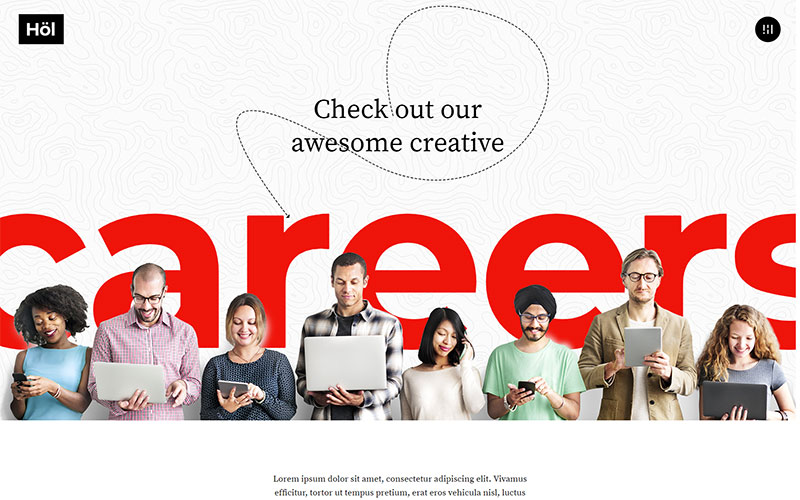 Höl
Check out our
awesome creative
careers
Lorem ipsum dolor sit amet, consectetur adipiscing elit. Vivamus
efficitur, tortor ut tempus pretium, erat eros vehicula nisl, luctus